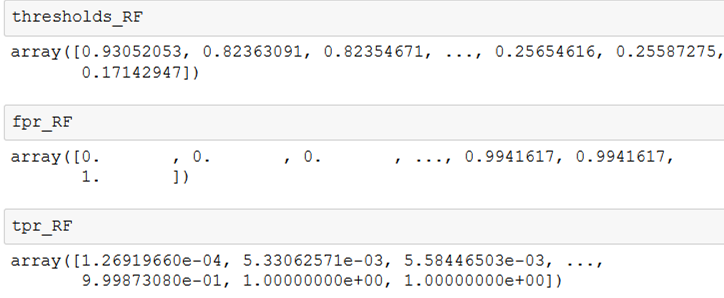 thresholds_RF
array([0.93052053, 0.82363091, 0.82354671, ..., 0.25654616, 0.25587275,
       0.17142947])
fpr_RF
array([0.       , 0.       , 0.       , ..., 0.9941617, 0.9941617,
       1.       ])
tpr_RF
array([1.26919660e-04, 5.33062571e-03, 5.58446503e-03, ...,
       9.99873080e-01, 1.00000000e+00, 1.00000000e+00])